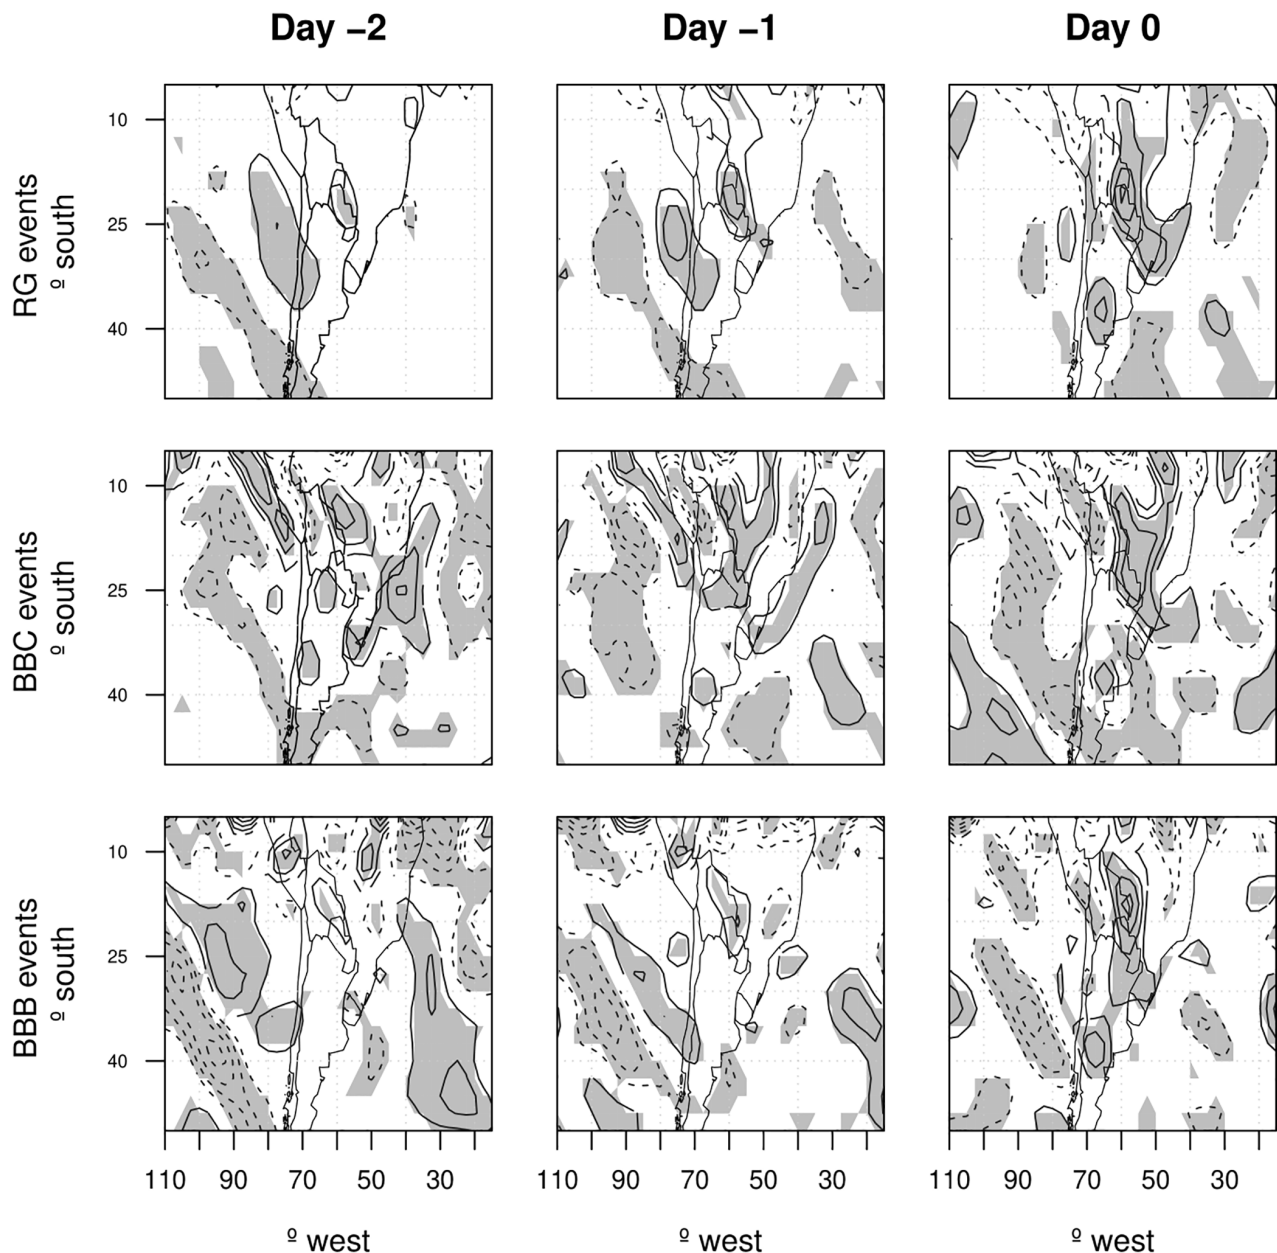 Day −2 Day −1 Day 0
RG events
º south
10
25
40
BBC events
º south
10
25
40
BBB events
º south
10
25
40
110 90 70 50 30 110 90 70 50 30 110 90 70 50 30
º west º west º west